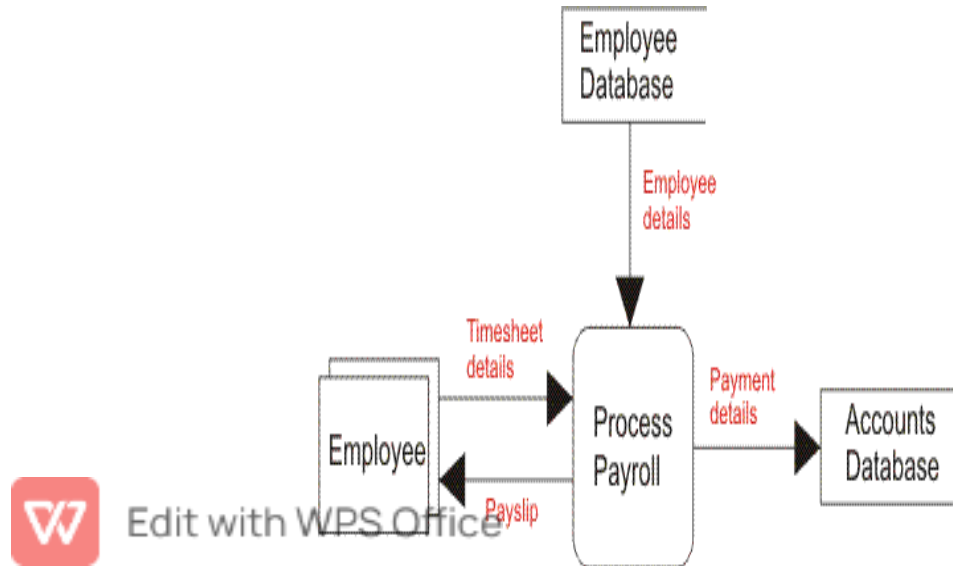 Employee
Database
Employee
details
Timesheet
details
Payment
details
Process
Payroll
Accounts
Database
Employee
Payslip
Edit with WPS Office